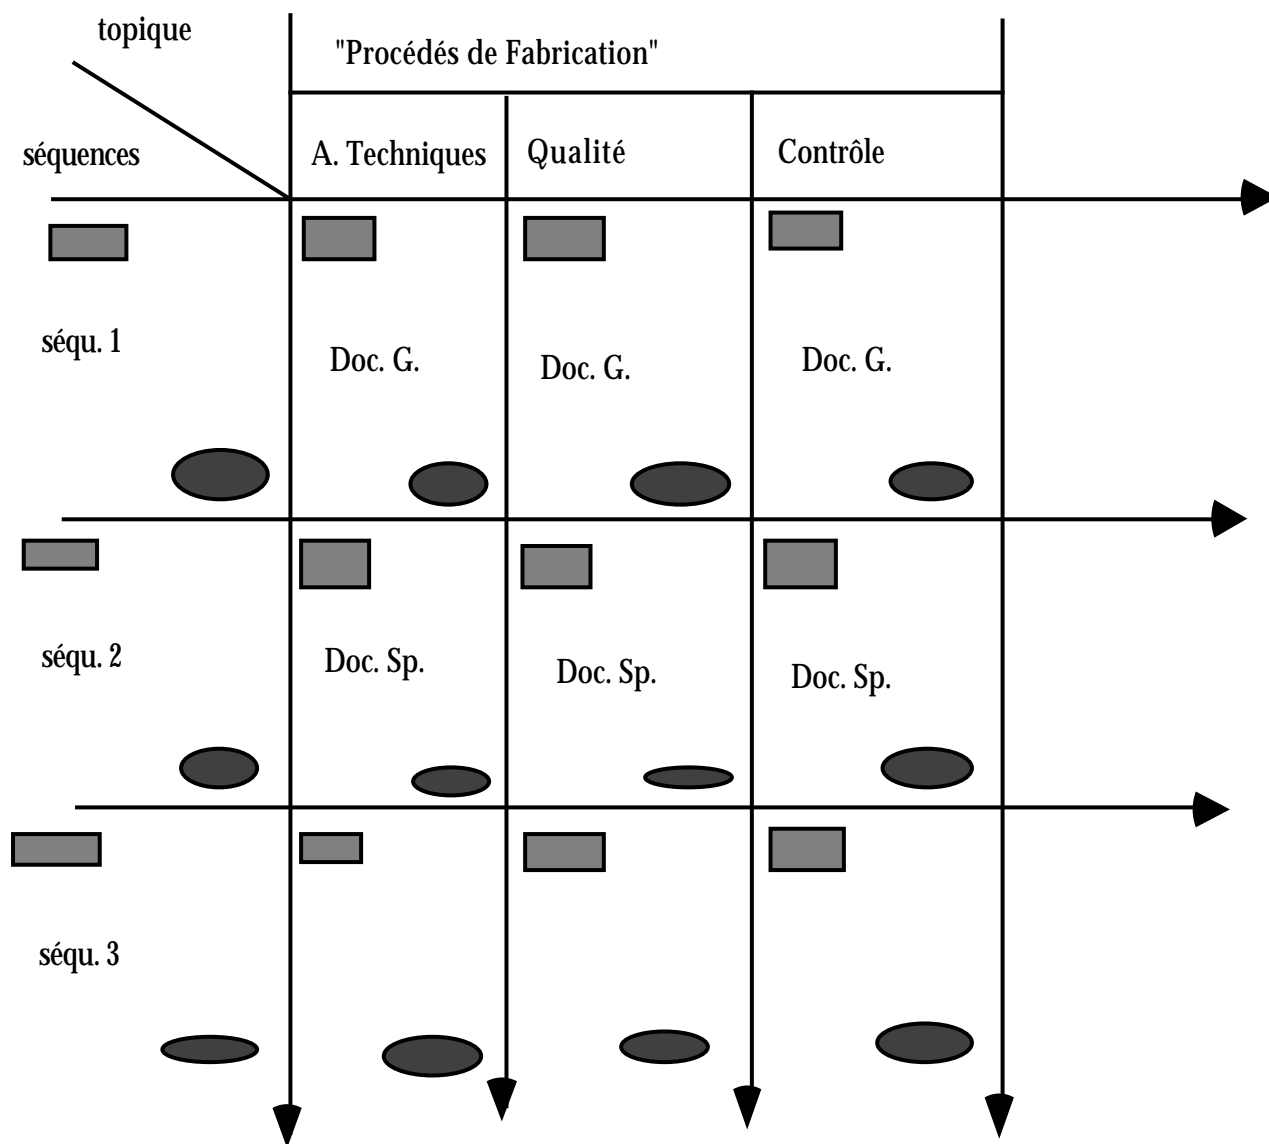 topique
"Procédés de Fabrication"
séquences
A. Techniques
Qualité
Contrôle
séqu. 1
Doc. G.
Doc. G.
Doc. G.
séqu. 2
Doc. Sp.
Doc. Sp.
Doc. Sp.
séqu. 3